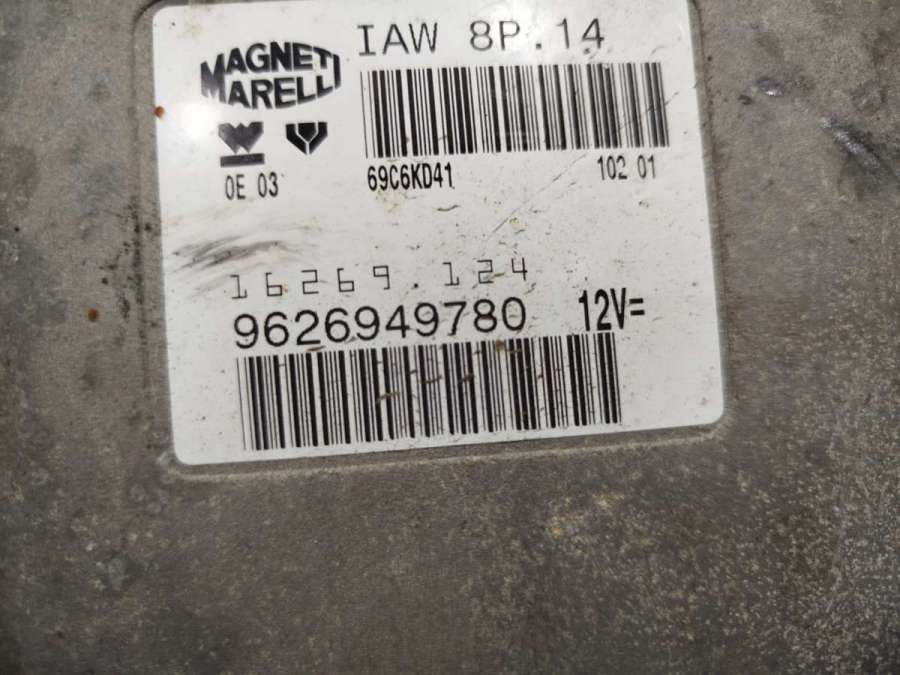 IAW 8P.14
MAGNETI
MARELLI
0E 03
69C6KD41
102 01
16269.124
9626949780
12V=